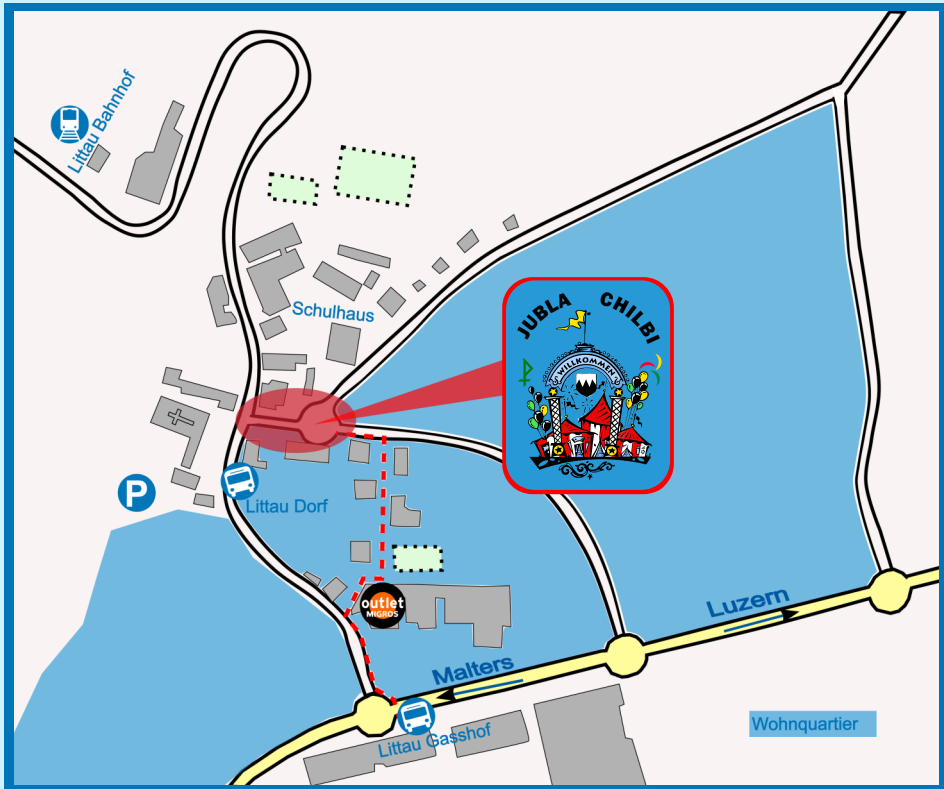 Littau Bahnhof
Schulhaus
JUBLA CHILBI
WILLKOMMEN
P
Littau Dorf
outlet
MIGROS
Luzern
Malters
Littau Gasshof
Wohnquartier